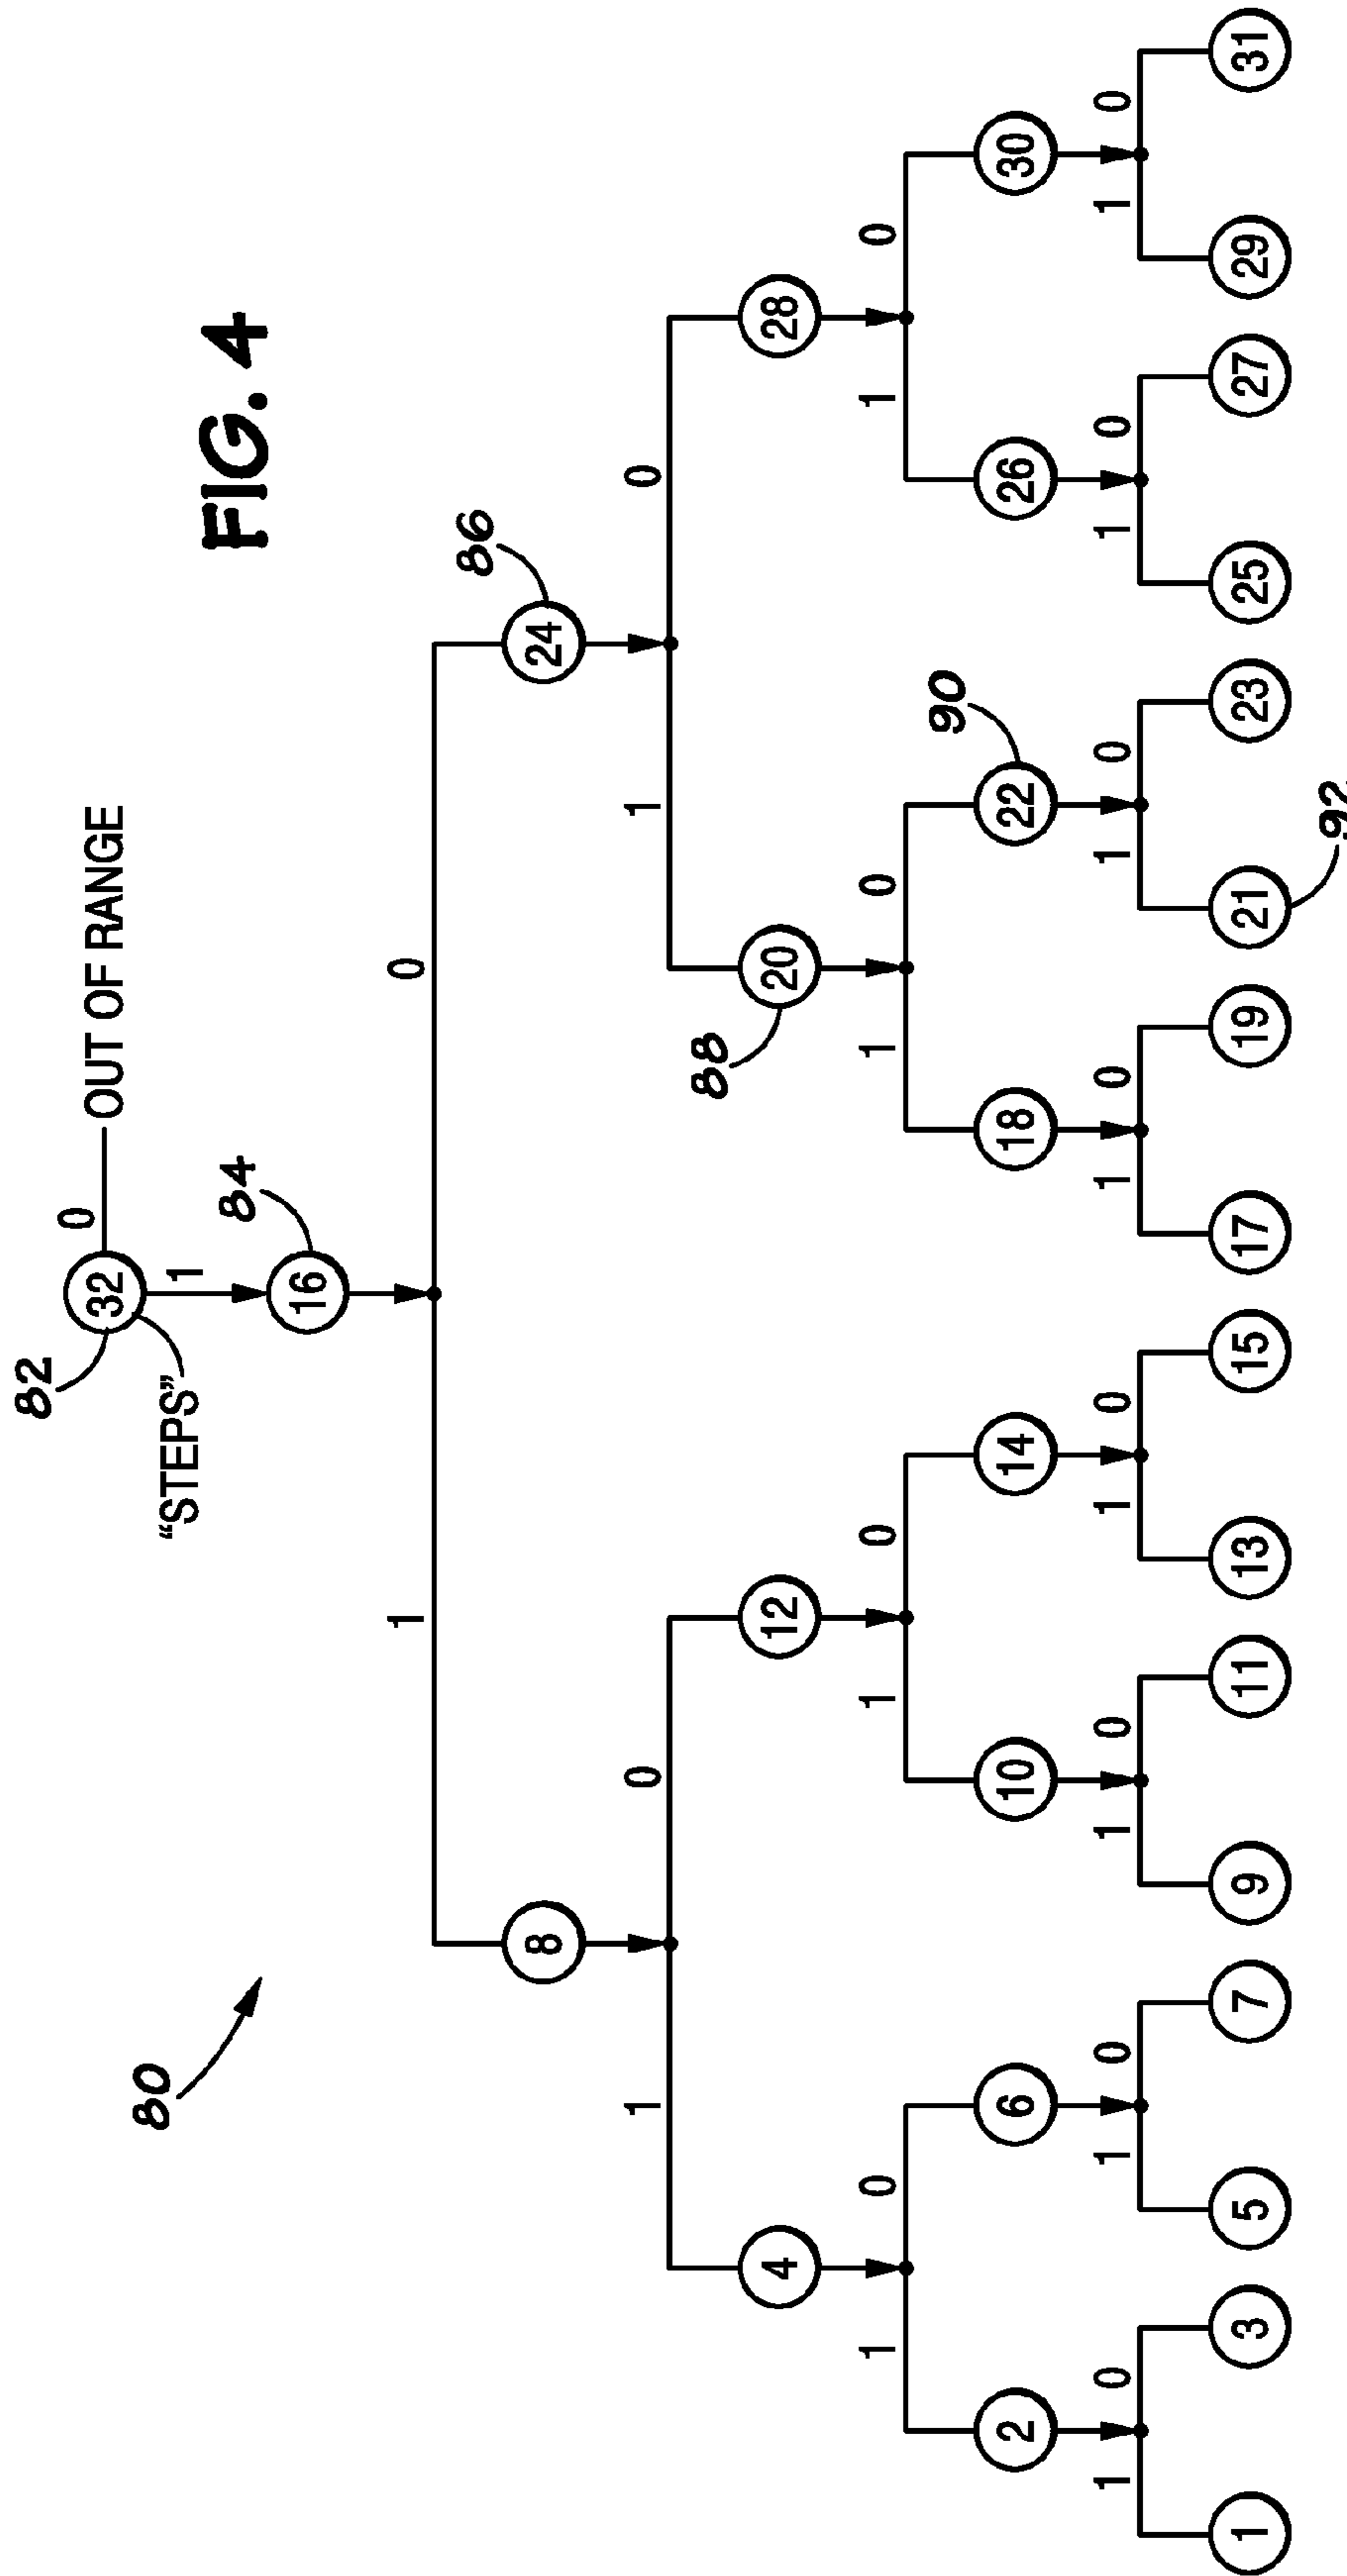 FIG. 4
80
82
"STEPS"
32 0 OUT OF RANGE
1
84
16
1 0
8 24 86
1 0 1 0
4 12 88 20 28
1 0 1 0 1 0 1 0
90
2 6 10 14 18 22 26 30
1 0 1 0 1 0 1 0 1 0 1 0 1 0 1 0
1 3 5 7 9 11 13 15 17 19 21 23 25 27 29 31
92